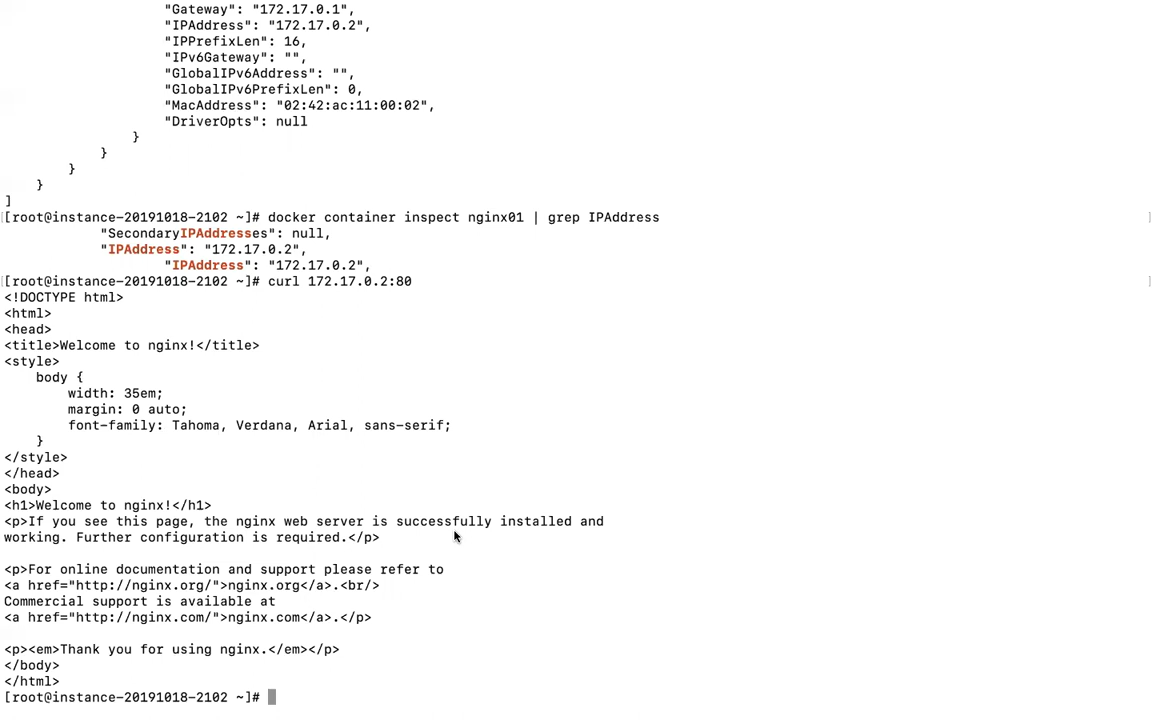 "Gateway": "172.17.0.1",
                    "IPAddress": "172.17.0.2",
                    "IPPrefixLen": 16,
                    "IPv6Gateway": "",
                    "GlobalIPv6Address": "",
                    "GlobalIPv6PrefixLen": 0,
                    "MacAddress": "02:42:ac:11:00:02",
                    "DriverOpts": null
                }
            }
        }
    }
]
[root@instance-20191018-2102 ~]# docker container inspect nginx01 | grep IPAddress
            "SecondaryIPAddresses": null,
            "IPAddress": "172.17.0.2",
                    "IPAddress": "172.17.0.2",
[root@instance-20191018-2102 ~]# curl 172.17.0.2:80
<!DOCTYPE html>
<html>
<head>
<title>Welcome to nginx!</title>
<style>
    body {
        width: 35em;
        margin: 0 auto;
        font-family: Tahoma, Verdana, Arial, sans-serif;
    }
</style>
</head>
<body>
<h1>Welcome to nginx!</h1>
<p>If you see this page, the nginx web server is successfully installed and
working. Further configuration is required.</p>

<p>For online documentation and support please refer to
<a href="http://nginx.org/">nginx.org</a>.<br/>
Commercial support is available at
<a href="http://nginx.com/">nginx.com</a>.</p>

<p><em>Thank you for using nginx.</em></p>
</body>
</html>
[root@instance-20191018-2102 ~]#